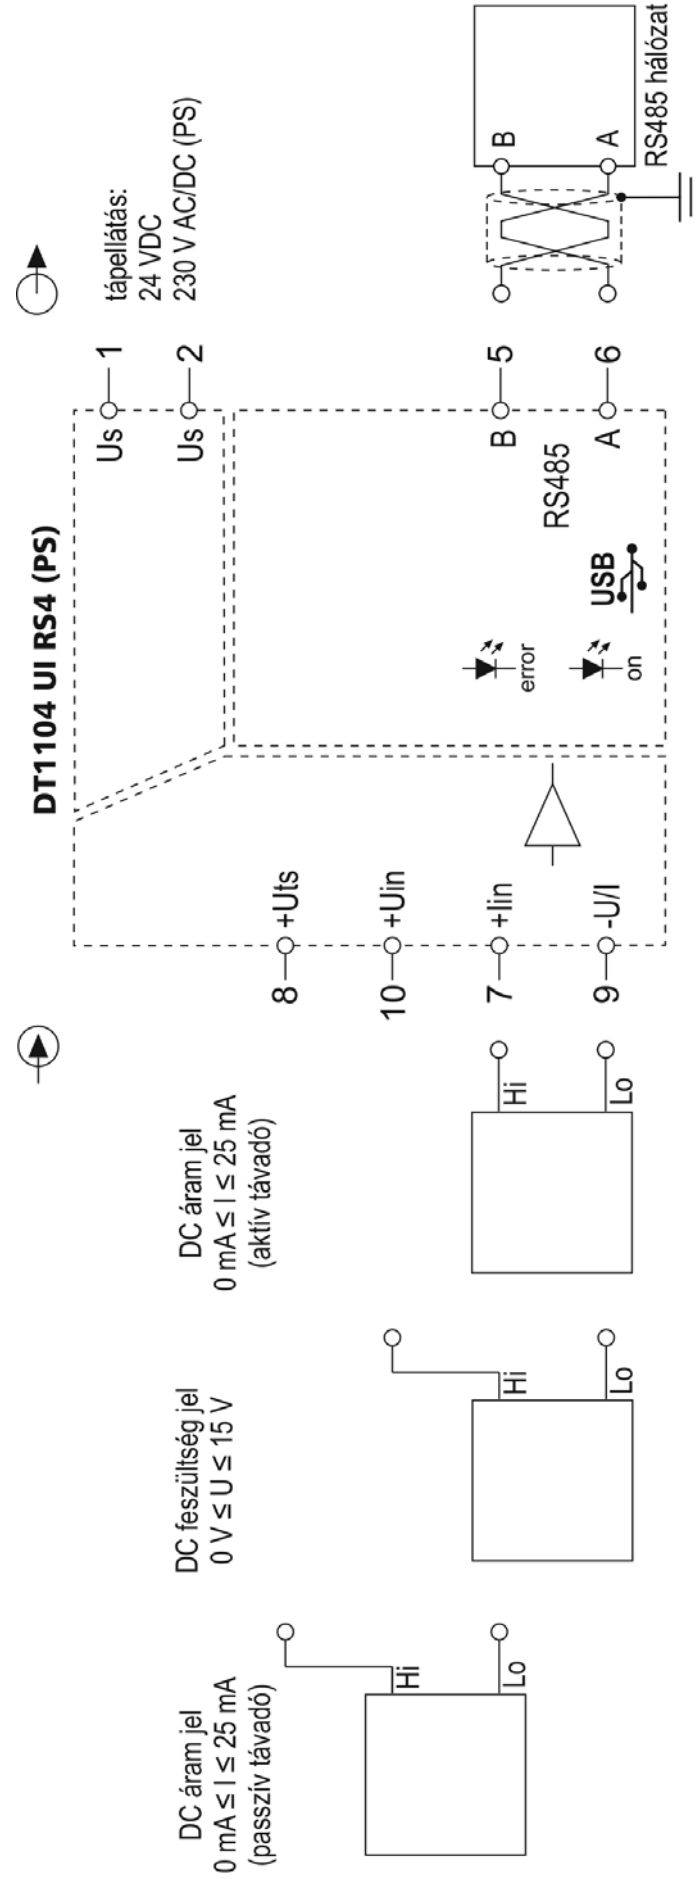 DT1104 UI RS4 (PS)
DC áram jel
0 mA ≤ I ≤ 25 mA
(passzív távadó)
Hi
Lo
DC feszültség jel
0 V ≤ U ≤ 15 V
Hi
Lo
DC áram jel
0 mA ≤ I ≤ 25 mA
(aktív távadó)
Hi
Lo
8 +Uts
10 +Uin
7 +Iin
9 -U/I
error
on
USB
RS485
Us 1
Us 2
B 5
A 6
tápellátás:
24 VDC
230 V AC/DC (PS)
B
A
RS485 hálózat